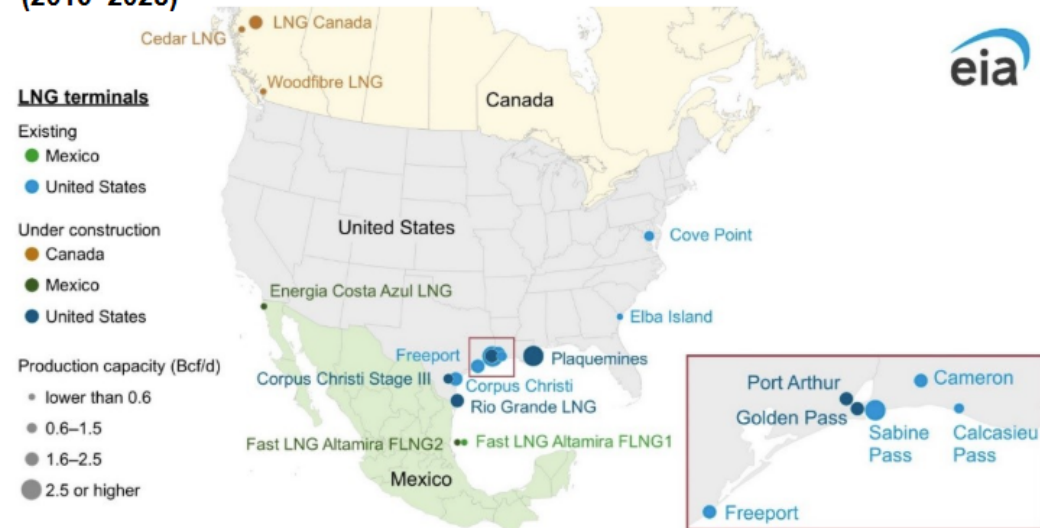 LNG Canada
Cedar LNG
eia
Woodfibre LNG
LNG terminals
Canada
Existing
Mexico
United States
United States
Under construction
Cove Point
Canada
Mexico
Energia Costa Azul LNG
United States
Elba Island
Freeport
Plaquemines
Production capacity (Bcf/d)
Corpus Christi Stage III
Corpus Christi
lower than 0.6
Rio Grande LNG
0.6–1.5
Fast LNG Altamira FLNG2
Fast LNG Altamira FLNG1
1.6–2.5
Mexico
2.5 or higher
Port Arthur
Cameron
Golden Pass
Sabine
Pass
Calcasieu
Pass
Freeport